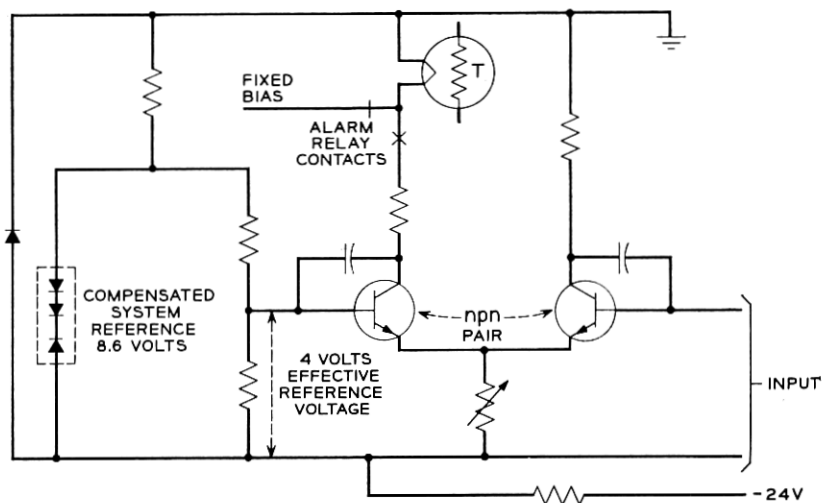 T
FIXED
BIAS
ALARM
RELAY
CONTACTS
COMPENSATED
SYSTEM
REFERENCE
8.6 VOLTS
npn
PAIR
4 VOLTS
EFFECTIVE
REFERENCE
VOLTAGE
INPUT
-24V